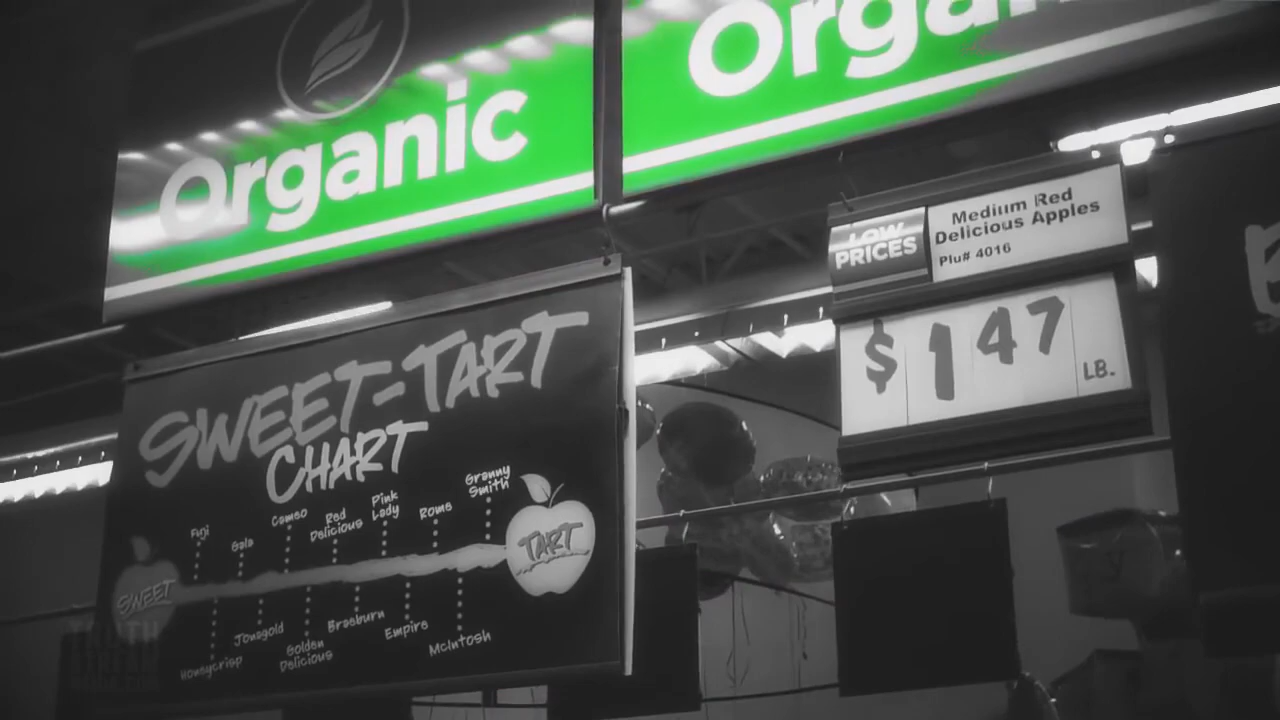 Organic
Organ
LOW
PRICES
Medium Red
Delicious Apples
Plu# 4016
$147
LB.
SWEET-TART
CHART
Fuji
Gala
Cameo
Red
Delicious
Pink
Lady
Rome
Granny
Smith
SWEET
TART
Honeycrisp
Jonagold
Golden
Delicious
Braeburn
Empire
McIntosh